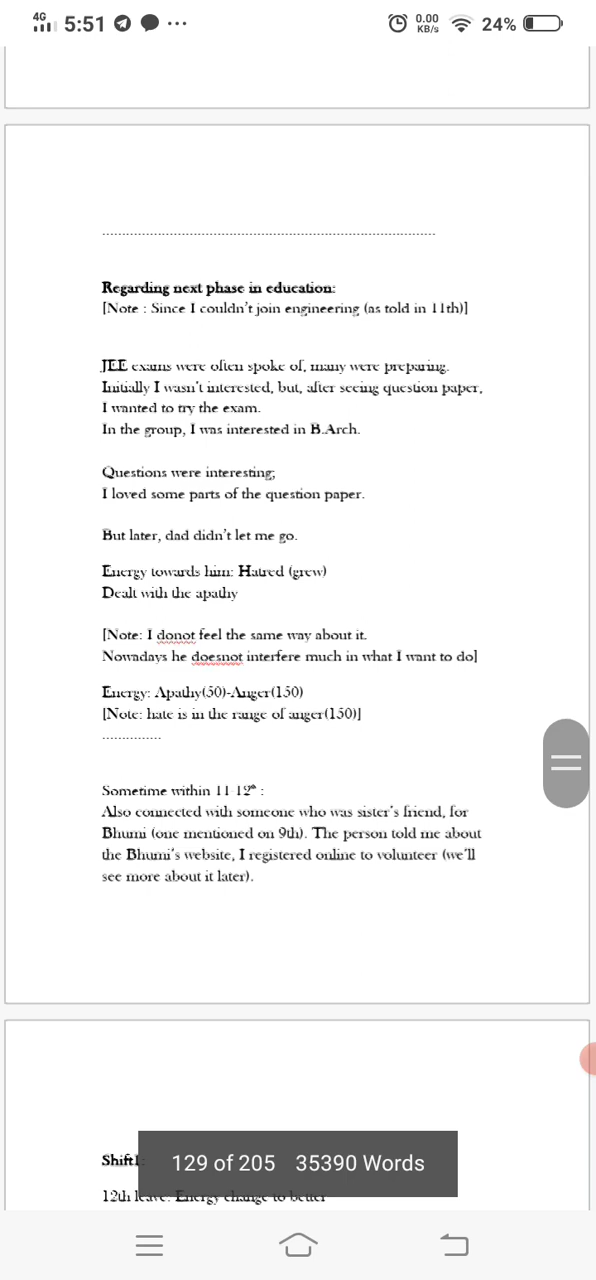 4G 5:51 ... 0.00 KB/s 24%
Regarding next phase in education:
[Note : Since I couldn't join engineering (as told in 11th)]
JEE exams were often spoke of, many were preparing.
Initially I wasn't interested, but, after seeing question paper,
I wanted to try the exam.
In the group, I was interested in B.Arch.
Questions were interesting;
I loved some parts of the question paper.
But later, dad didn't let me go.
Energy towards him: Hatred (grew)
Dealt with the apathy
[Note: I donot feel the same way about it.
Nowadays he doesnot interfere much in what I want to do]
Energy: Apathy(50)-Anger(150)
[Note: hate is in the range of anger(150)]
...............
Sometime within 11-12th :
Also connected with someone who was sister's friend, for
Bhumi (one mentioned on 9th). The person told me about
the Bhumi's website, I registered online to volunteer (we'll
see more about it later).
Shift1:
129 of 205 35390 Words
12th leave: Energy change to better